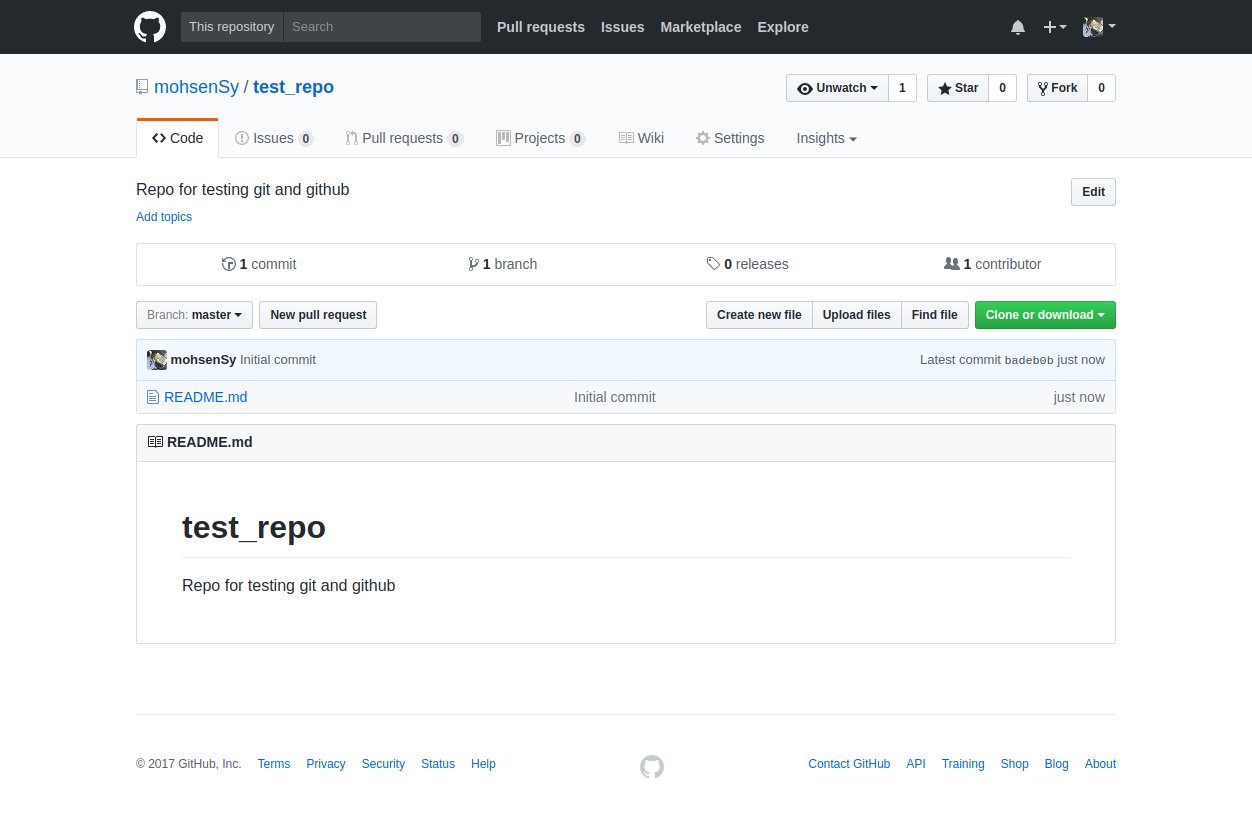 This repository Search Pull requests Issues Marketplace Explore
mohsenSy / test_repo Unwatch 1 Star 0 Fork 0
Code Issues 0 Pull requests 0 Projects 0 Wiki Settings Insights
Repo for testing git and github Edit
Add topics
1 commit 1 branch 0 releases 1 contributor
Branch: master New pull request Create new file Upload files Find file Clone or download
mohsenSy Initial commit Latest commit badeb0b just now
README.md Initial commit just now
README.md
test_repo
Repo for testing git and github
© 2017 GitHub, Inc. Terms Privacy Security Status Help Contact GitHub API Training Shop Blog About